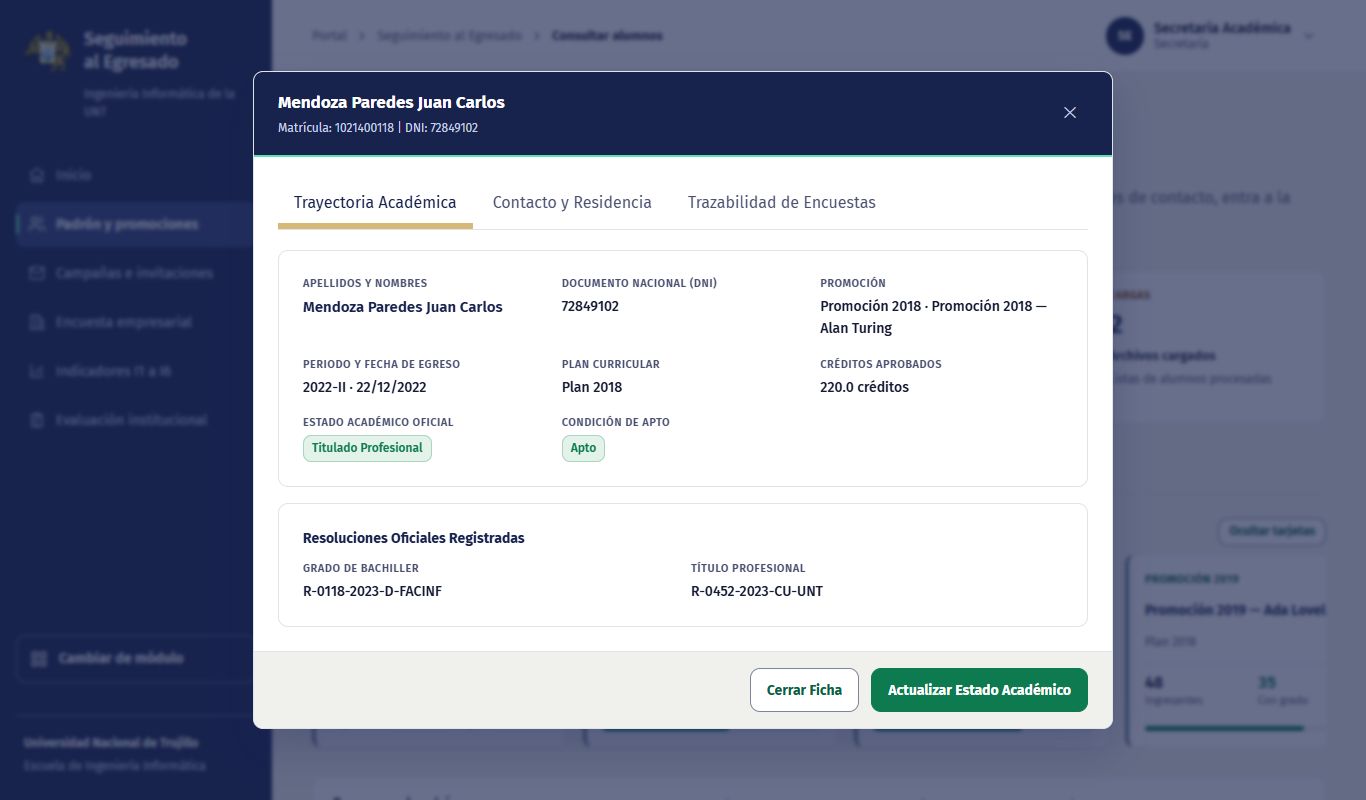 Seguimiento
al Egresado
Ingeniería Informática de la
UNT
Inicio
Padrón y promociones
Campañas e invitaciones
Encuesta empresarial
Indicadores I1 a I6
Evaluación institucional
Cambiar de módulo
Universidad Nacional de Trujillo
Escuela de Ingeniería Informática
Portal > Seguimiento al Egresado > Consultar alumnos
SE
Secretaría Académica
Secretaría
Mendoza Paredes Juan Carlos
Matrícula: 1021400118 | DNI: 72849102
Trayectoria Académica
Contacto y Residencia
Trazabilidad de Encuestas
APELLIDOS Y NOMBRES
Mendoza Paredes Juan Carlos
DOCUMENTO NACIONAL (DNI)
72849102
PROMOCIÓN
Promoción 2018 · Promoción 2018 —
Alan Turing
PERIODO Y FECHA DE EGRESO
2022-II · 22/12/2022
PLAN CURRICULAR
Plan 2018
CRÉDITOS APROBADOS
220.0 créditos
ESTADO ACADÉMICO OFICIAL
Titulado Profesional
CONDICIÓN DE APTO
Apto
Resoluciones Oficiales Registradas
GRADO DE BACHILLER
R-0118-2023-D-FACINF
TÍTULO PROFESIONAL
R-0452-2023-CU-UNT
Cerrar Ficha
Actualizar Estado Académico
de contacto, entra a la
2
Archivos cargados
listas de alumnos procesadas
Ocultar tarjetas
PROMOCIÓN 2019
Promoción 2019 — Ada Lovel
Plan 2018
48
Ingresantes
35
Con grado